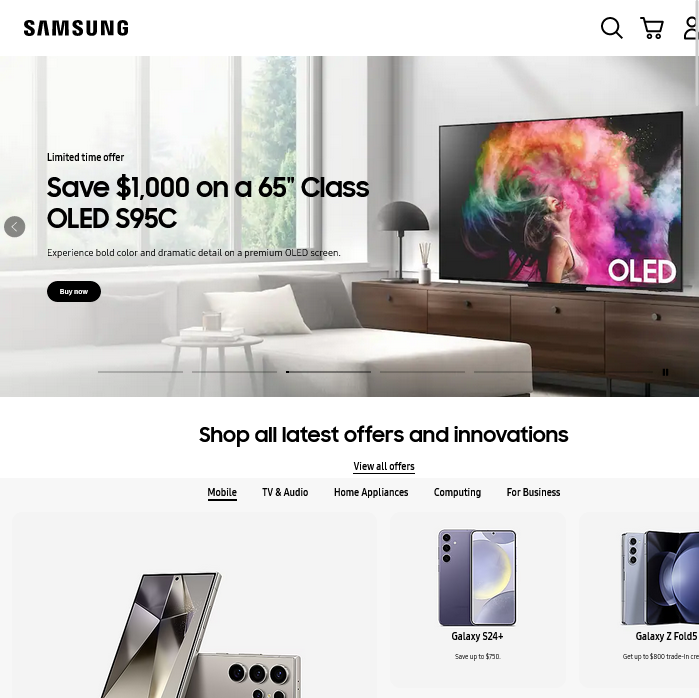 SAMSUNG
Limited time offer
Save $1,000 on a 65" Class
OLED S95C
Experience bold color and dramatic detail on a premium OLED screen.
Buy now
OLED
Shop all latest offers and innovations
View all offers
Mobile TV & Audio Home Appliances Computing For Business
Galaxy S24+
Save up to $750.
Galaxy Z Fold5
Get up to $800 trade-in cre